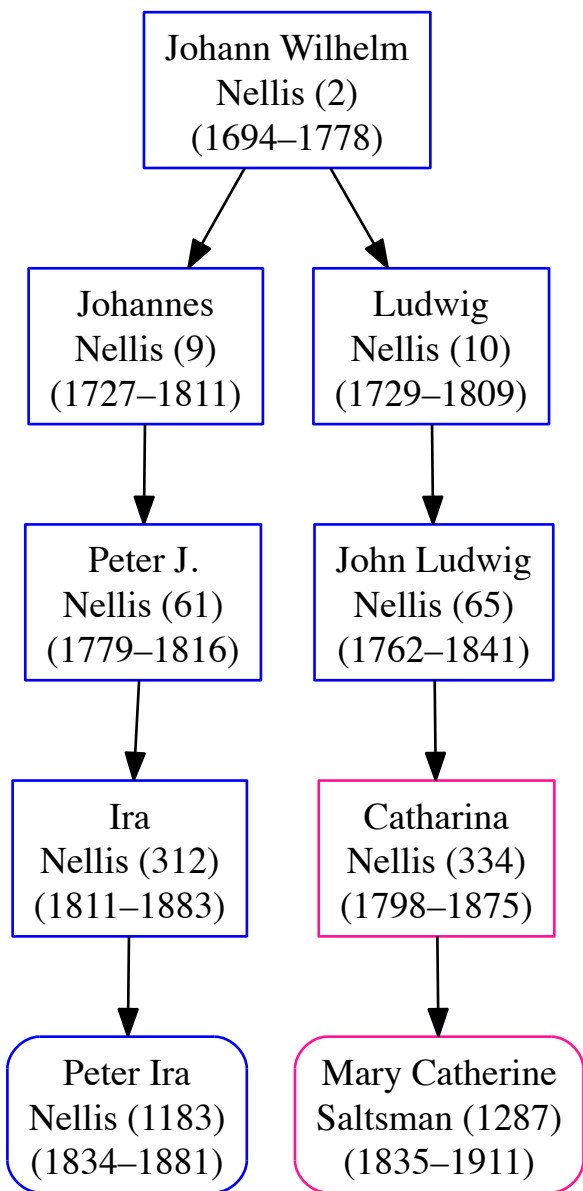 Johann Wilhelm
Nellis (2)
(1694–1778)
Johannes
Nellis (9)
(1727–1811)
Ludwig
Nellis (10)
(1729–1809)
Peter J.
Nellis (61)
(1779–1816)
John Ludwig
Nellis (65)
(1762–1841)
Ira
Nellis (312)
(1811–1883)
Catharina
Nellis (334)
(1798–1875)
Peter Ira
Nellis (1183)
(1834–1881)
Mary Catherine
Saltsman (1287)
(1835–1911)